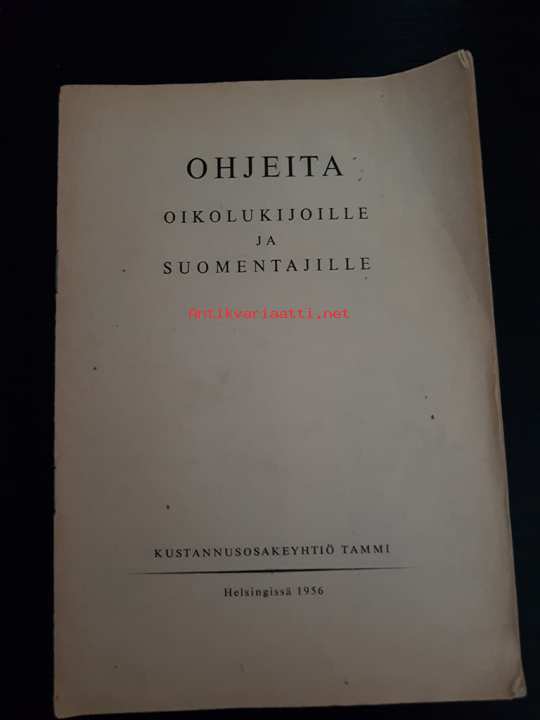 OHJEITA
OIKOLUKIJOILLE
JA
SUOMENTAJILLE
Antikvariaatti.net
KUSTANNUSOSAKEYHTIÖ TAMMI
Helsingissä 1956